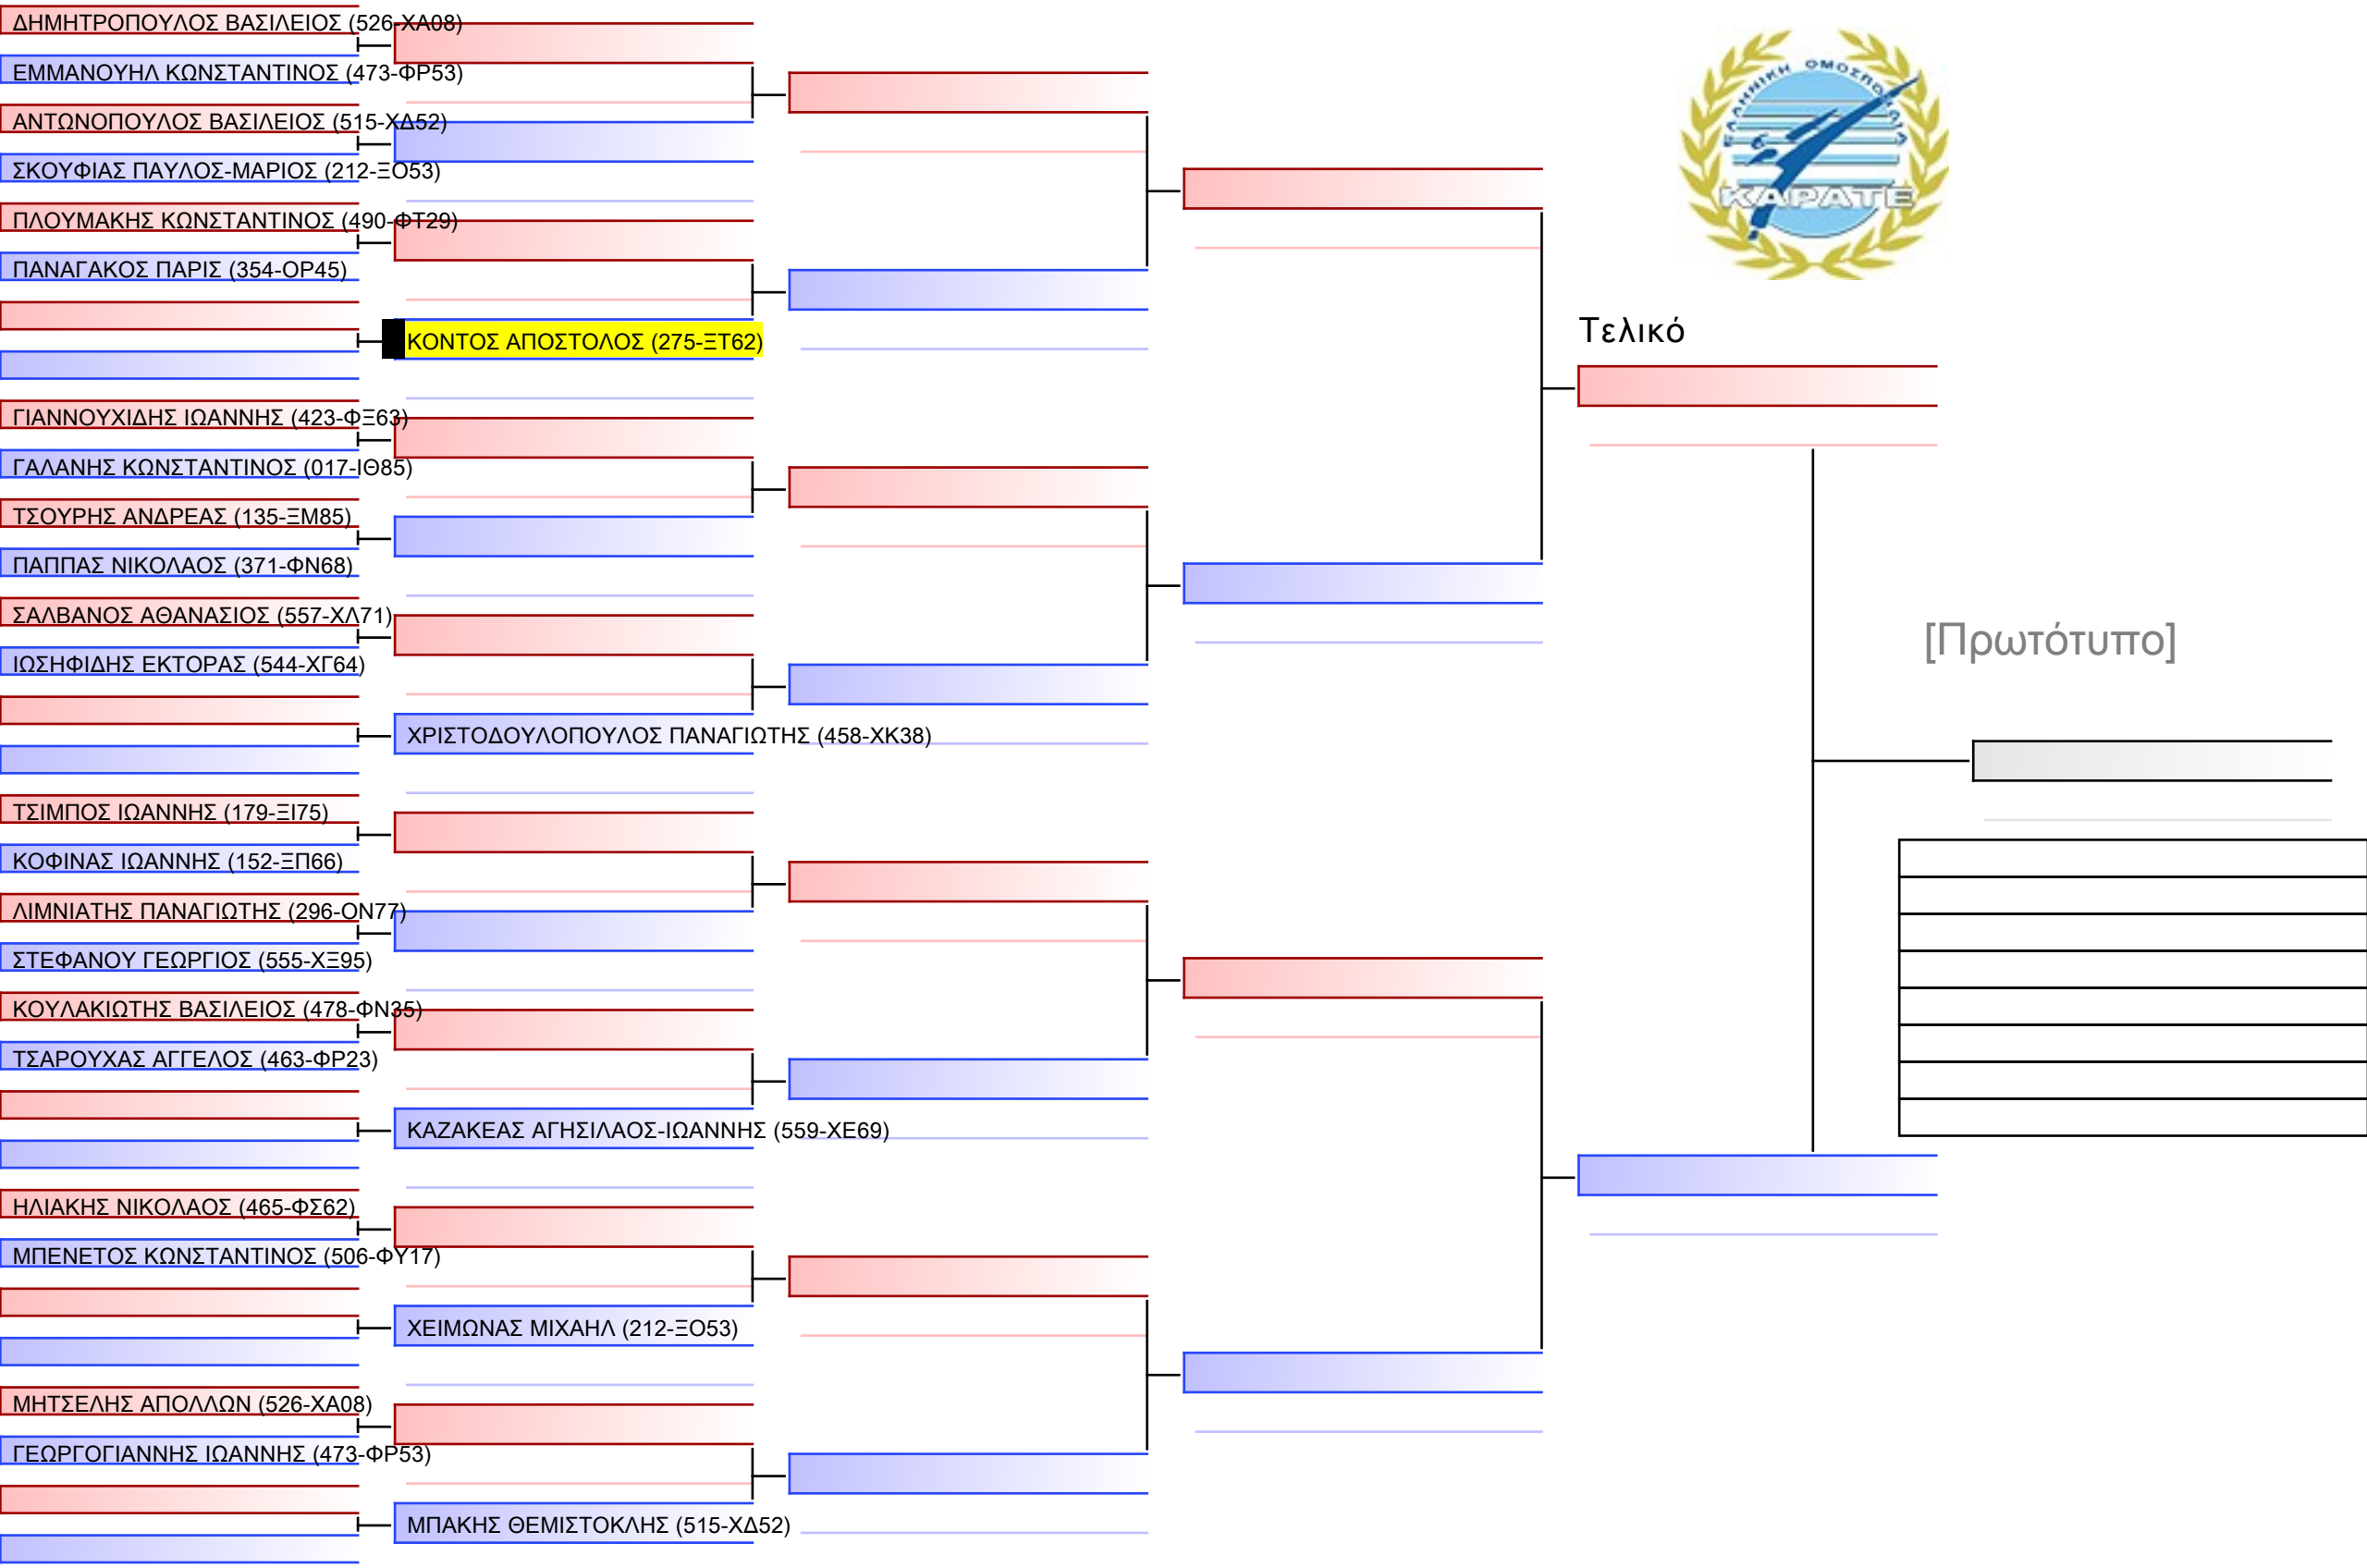 ΔΗΜΗΤΡΟΠΟΥΛΟΣ ΒΑΣΙΛΕΙΟΣ (526-ΧΑ08)
ΕΜΜΑΝΟΥΗΛ ΚΩΝΣΤΑΝΤΙΝΟΣ (473-ΦΡ53)
ΑΝΤΩΝΟΠΟΥΛΟΣ ΒΑΣΙΛΕΙΟΣ (515-ΧΔ52)
ΣΚΟΥΦΙΑΣ ΠΑΥΛΟΣ-ΜΑΡΙΟΣ (212-ΞΟ53)
ΠΛΟΥΜΑΚΗΣ ΚΩΝΣΤΑΝΤΙΝΟΣ (490-ΦΤ29)
ΠΑΝΑΓΑΚΟΣ ΠΑΡΙΣ (354-ΟΡ45)
ΚΟΝΤΟΣ ΑΠΟΣΤΟΛΟΣ (275-ΞΤ62)
ΓΙΑΝΝΟΥΧΙΔΗΣ ΙΩΑΝΝΗΣ (423-ΦΞ63)
ΓΑΛΑΝΗΣ ΚΩΝΣΤΑΝΤΙΝΟΣ (017-ΙΘ85)
ΤΣΟΥΡΗΣ ΑΝΔΡΕΑΣ (135-ΞΜ85)
ΠΑΠΠΑΣ ΝΙΚΟΛΑΟΣ (371-ΦΝ68)
ΣΑΛΒΑΝΟΣ ΑΘΑΝΑΣΙΟΣ (557-ΧΛ71)
ΙΩΣΗΦΙΔΗΣ ΕΚΤΟΡΑΣ (544-ΧΓ64)
ΧΡΙΣΤΟΔΟΥΛΟΠΟΥΛΟΣ ΠΑΝΑΓΙΩΤΗΣ (458-ΧΚ38)
ΤΣΙΜΠΟΣ ΙΩΑΝΝΗΣ (179-ΞΙ75)
ΚΟΦΙΝΑΣ ΙΩΑΝΝΗΣ (152-ΞΠ66)
ΛΙΜΝΙΑΤΗΣ ΠΑΝΑΓΙΩΤΗΣ (296-ΟΝ77)
ΣΤΕΦΑΝΟΥ ΓΕΩΡΓΙΟΣ (555-ΧΞ95)
ΚΟΥΛΑΚΙΩΤΗΣ ΒΑΣΙΛΕΙΟΣ (478-ΦΝ35)
ΤΣΑΡΟΥΧΑΣ ΑΓΓΕΛΟΣ (463-ΦΡ23)
ΚΑΖΑΚΕΑΣ ΑΓΗΣΙΛΑΟΣ-ΙΩΑΝΝΗΣ (559-ΧΕ69)
ΗΛΙΑΚΗΣ ΝΙΚΟΛΑΟΣ (465-ΦΣ62)
ΜΠΕΝΕΤΟΣ ΚΩΝΣΤΑΝΤΙΝΟΣ (506-ΦΥ17)
ΧΕΙΜΩΝΑΣ ΜΙΧΑΗΛ (212-ΞΟ53)
ΜΗΤΣΕΛΗΣ ΑΠΟΛΛΩΝ (526-ΧΑ08)
ΓΕΩΡΓΟΓΙΑΝΝΗΣ ΙΩΑΝΝΗΣ (473-ΦΡ53)
ΜΠΑΚΗΣ ΘΕΜΙΣΤΟΚΛΗΣ (515-ΧΔ52)
ΕΛΛΗΝΙΚΗ ΟΜΟΣΠΟΝΔΙΑ
ΚΑΡΑΤΕ
Τελικό
[Πρωτότυπο]